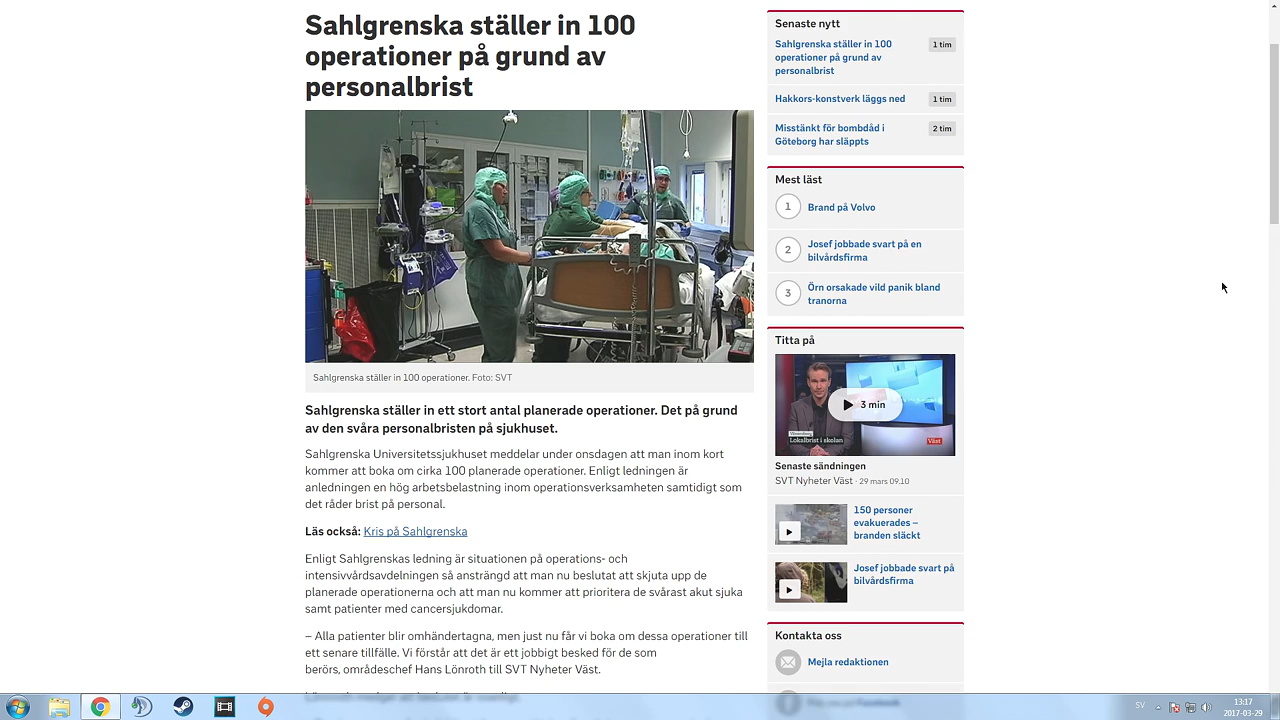 Sahlgrenska ställer in 100
operationer på grund av
personalbrist
Sahlgrenska ställer in 100 operationer. Foto: SVT
Sahlgrenska ställer in ett stort antal planerade operationer. Det på grund
av den svåra personalbristen på sjukhuset.
Sahlgrenska Universitetssjukhuset meddelar under onsdagen att man inom kort
kommer att boka om cirka 100 planerade operationer. Enligt ledningen är
anledningen en hög arbetsbelastning inom operationsverksamheten samtidigt som
det råder brist på personal.
Läs också: Kris på Sahlgrenska
Enligt Sahlgrenskas ledning är situationen på operations- och
intensivvårdsavdelningen så ansträngd att man nu beslutat att skjuta upp de
planerade operationerna och att man nu kommer att prioritera de svårast akut sjuka
samt patienter med cancersjukdomar.
– Alla patienter blir omhändertagna, men just nu får vi boka om dessa operationer till
ett senare tillfälle. Vi förstår att det är ett jobbigt besked för de som
berörs, områdeschef Hans Lönroth till SVT Nyheter Väst.
Senaste nytt
Sahlgrenska ställer in 100
operationer på grund av
personalbrist
1 tim
Hakkors-konstverk läggs ned
1 tim
Misstänkt för bombdåd i
Göteborg har släppts
2 tim
Mest läst
1 Brand på Volvo
2 Josef jobbade svart på en
bilvårdsfirma
3 Örn orsakade vild panik bland
tranorna
Titta på
3 min
Vänersborg
Lokalbrist i skolan
Väst
Senaste sändningen
SVT Nyheter Väst · 29 mars 09.10
150 personer
evakuerades –
branden släckt
Josef jobbade svart på
bilvårdsfirma
Kontakta oss
Mejla redaktionen
SV
13:17
2017-03-29